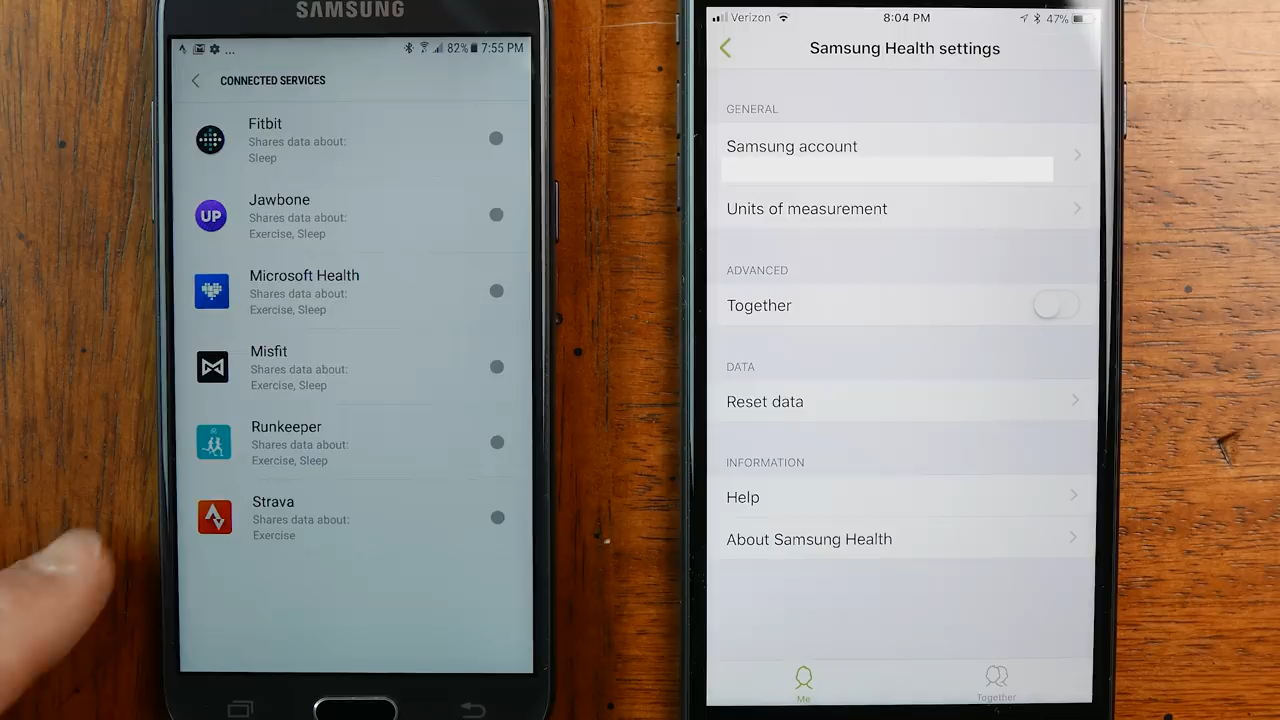 SAMSUNG
... 82% 7:55 PM
CONNECTED SERVICES
Fitbit
Shares data about:
Sleep
UP
Jawbone
Shares data about:
Exercise, Sleep
Microsoft Health
Shares data about:
Exercise, Sleep
Misfit
Shares data about:
Exercise, Sleep
Runkeeper
Shares data about:
Exercise, Sleep
Strava
Shares data about:
Exercise
Verizon 8:04 PM 47%
Samsung Health settings
GENERAL
Samsung account
Units of measurement
ADVANCED
Together
DATA
Reset data
INFORMATION
Help
About Samsung Health
Me
Together